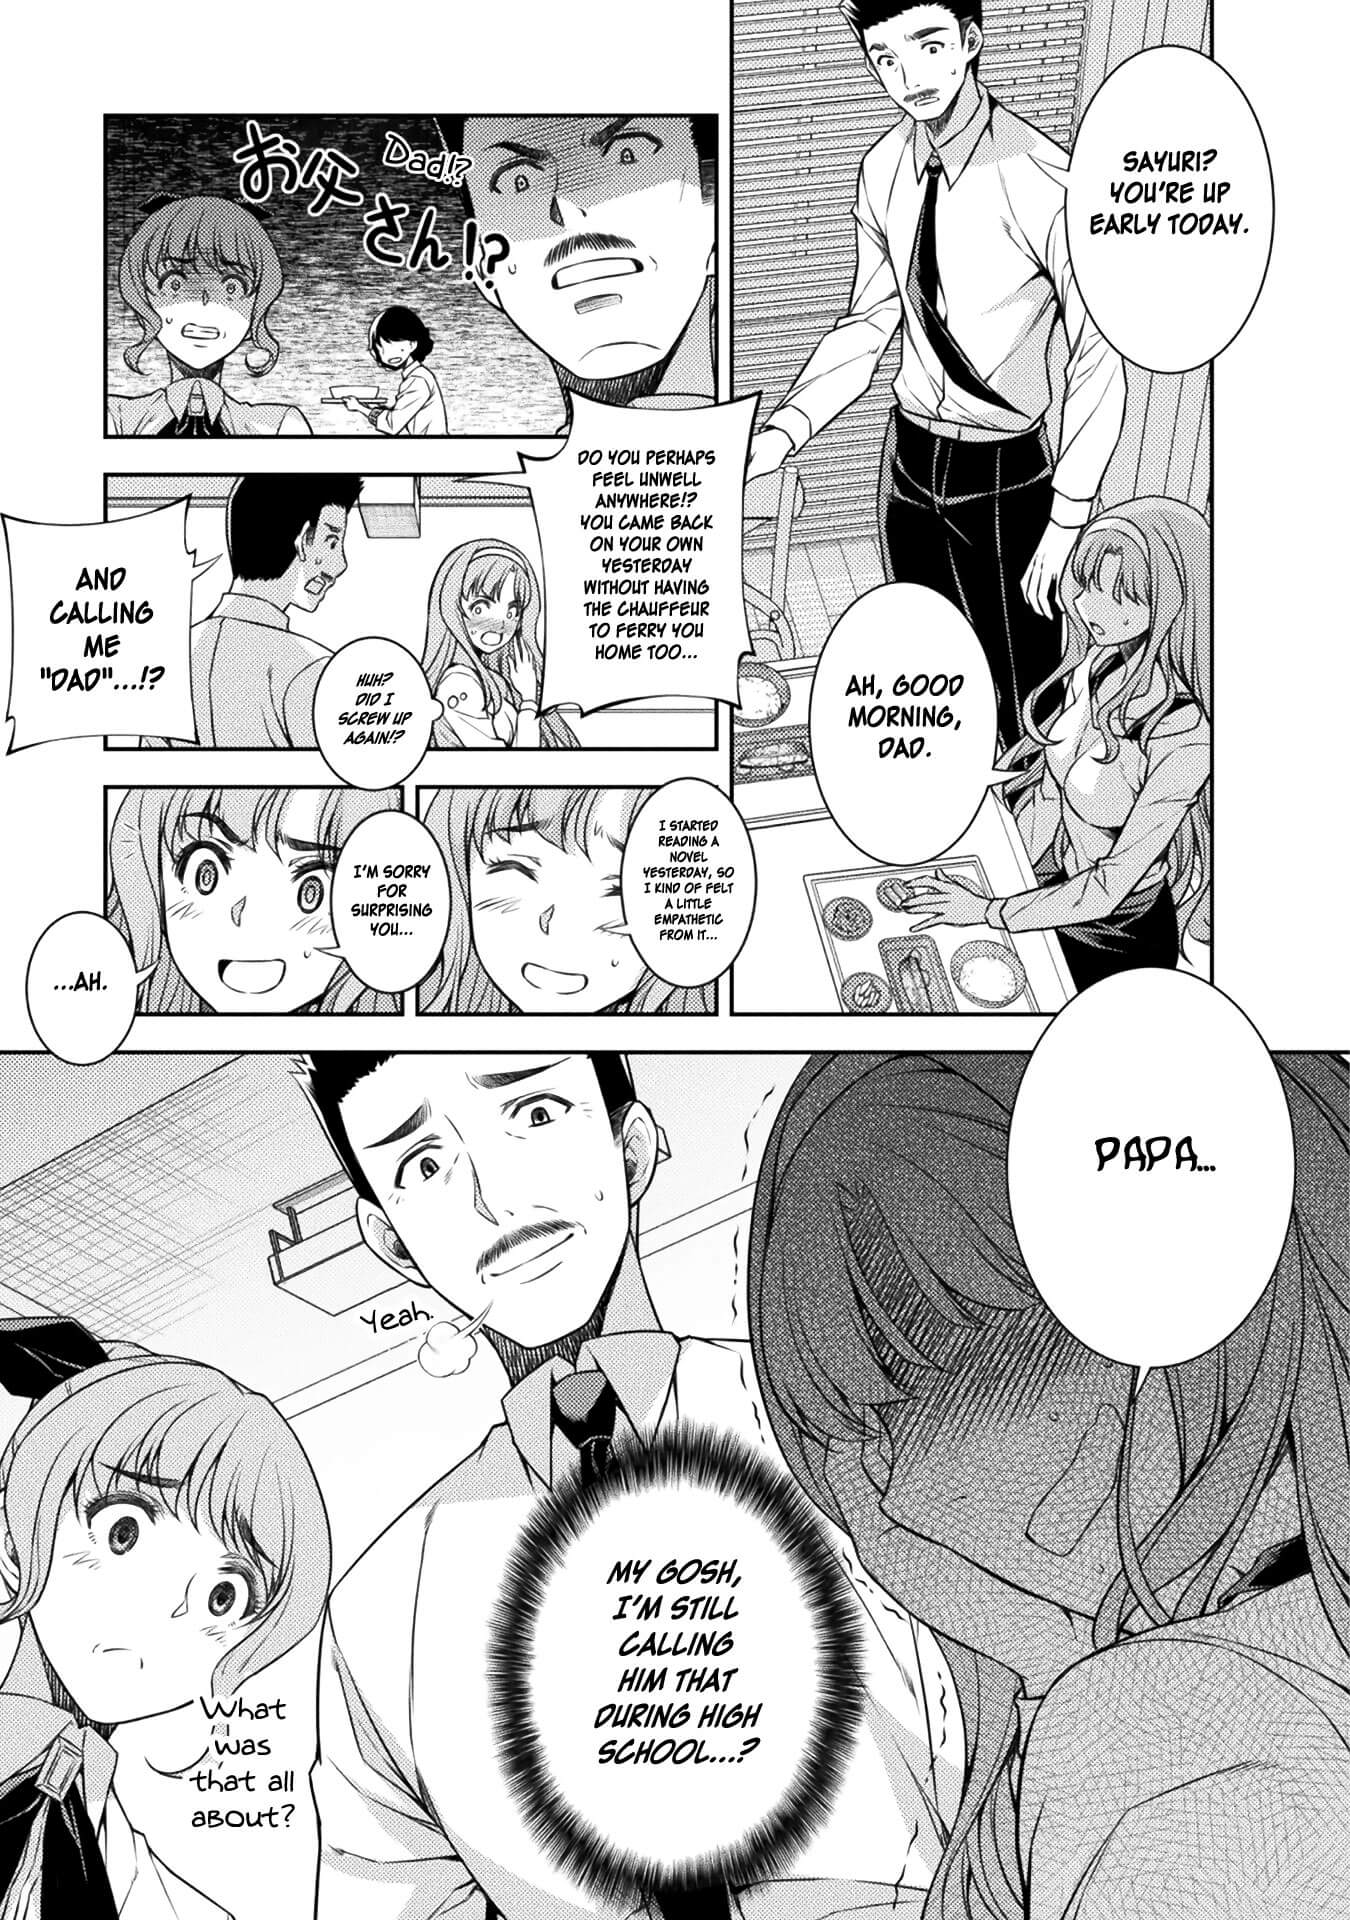 SAYURI?
YOU'RE UP
EARLY TODAY.
AH, GOOD
MORNING,
DAD.
お父さん!?
Dad!?
DO YOU PERHAPS
FEEL UNWELL
ANYWHERE!?
YOU CAME BACK
ON YOUR OWN
YESTERDAY
WITHOUT HAVING
THE CHAUFFEUR
TO FERRY YOU
HOME TOO...
HUH?
DID I
SCREW UP
AGAIN!?
AND
CALLING
ME
"DAD"...!?
I STARTED
READING A
NOVEL
YESTERDAY, SO
I KIND OF FELT
A LITTLE
EMPATHETIC
FROM IT...
I'M SORRY
FOR
SURPRISING
YOU...
...AH.
PAPA...
Yeah.
MY GOSH,
I'M STILL
CALLING
HIM THAT
DURING HIGH
SCHOOL...?
What
was
that all
about?